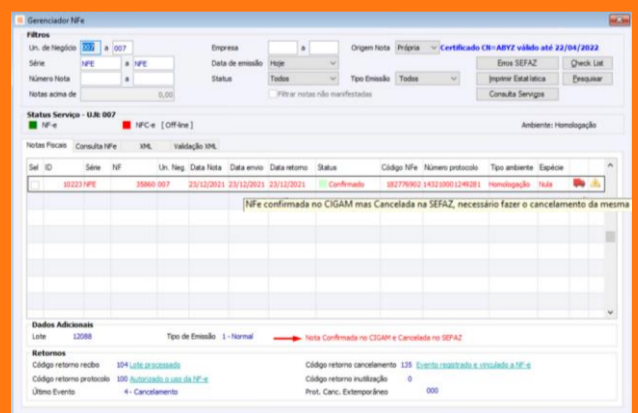 Gerenciador NFe
Filtros
Un. de Negócio 007 a 007 Empresa a Origem Nota Própria Certificado CN=ABYZ válido até 22/04/2022
Série NFE a NFE Data de emissão Hoje Erros SEFAZ Check List
Número Nota a Status Todos Tipo Emissão Todos Imprimir Estatística Pesquisar
Notas acima de 0,00 Filtrar notas não manifestadas Consulta Serviços
Status Serviço - U.N: 007
NF-e NFC-e [ Off-line ] Ambiente: Homologação
Notas Fiscais Consulta NFe XML Validação XML
Sel ID Série NF Un. Neg. Data Nota Data envio Data retorno Status Código NFe Número protocolo Tipo ambiente Espécie
10223 NFE 35860 007 23/12/2021 23/12/2021 23/12/2021 Confirmado 182776902 143210001249281 Homologação Nula
NFe confirmada no CIGAM mas Cancelada na SEFAZ, necessário fazer o cancelamento da mesma
Dados Adicionais
Lote 12088 Tipo de Emissão 1 - Normal Nota Confirmada no CIGAM e Cancelada no SEFAZ
Retornos
Código retorno recibo 104 Lote processado Código retorno cancelamento 135 Evento registrado e vinculado a NF-e
Código retorno protocolo 100 Autorizado o uso da NF-e Código retorno inutilização 0
Último Evento 4 - Cancelamento Prot. Canc. Extemporâneo 000